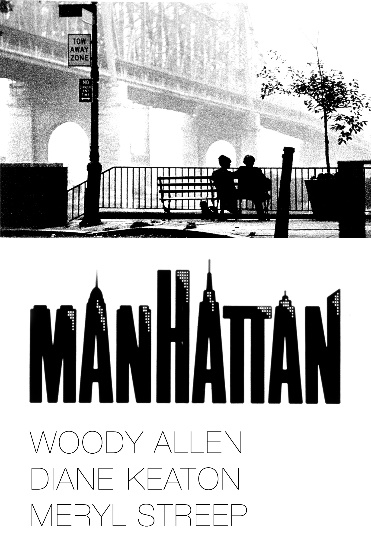 TOW
AWAY
ZONE
MANHATTAN
WOODY ALLEN
DIANE KEATON
MERYL STREEP